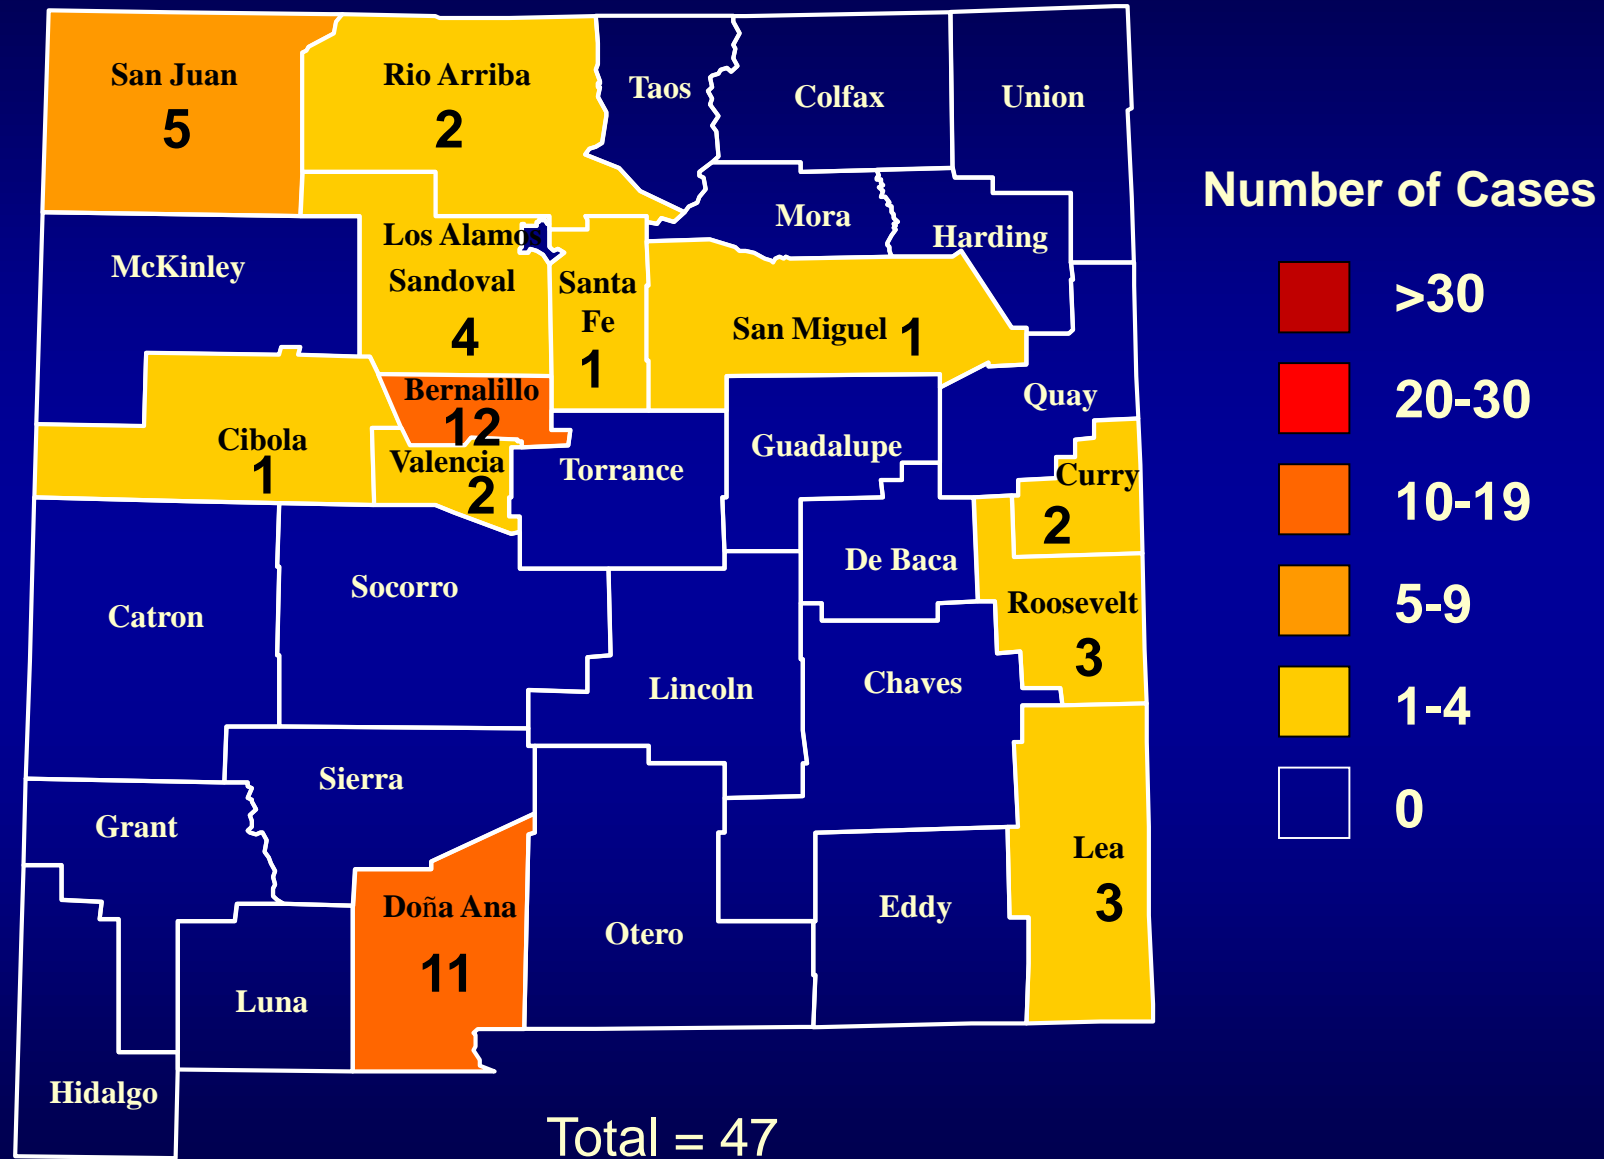 San Juan
5
Rio Arriba
2
Taos
Colfax
Union
Mora
Harding
McKinley
Los Alamos
Sandoval
4
Santa
Fe
1
San Miguel 1
Bernalillo
12
Quay
Cibola
1
Valencia
2
Torrance
Guadalupe
Curry
2
De Baca
Roosevelt
3
Catron
Socorro
Lincoln
Chaves
Sierra
Grant
Lea
3
Doña Ana
11
Otero
Eddy
Luna
Hidalgo
Total = 47
Number of Cases
>30
20-30
10-19
5-9
1-4
0